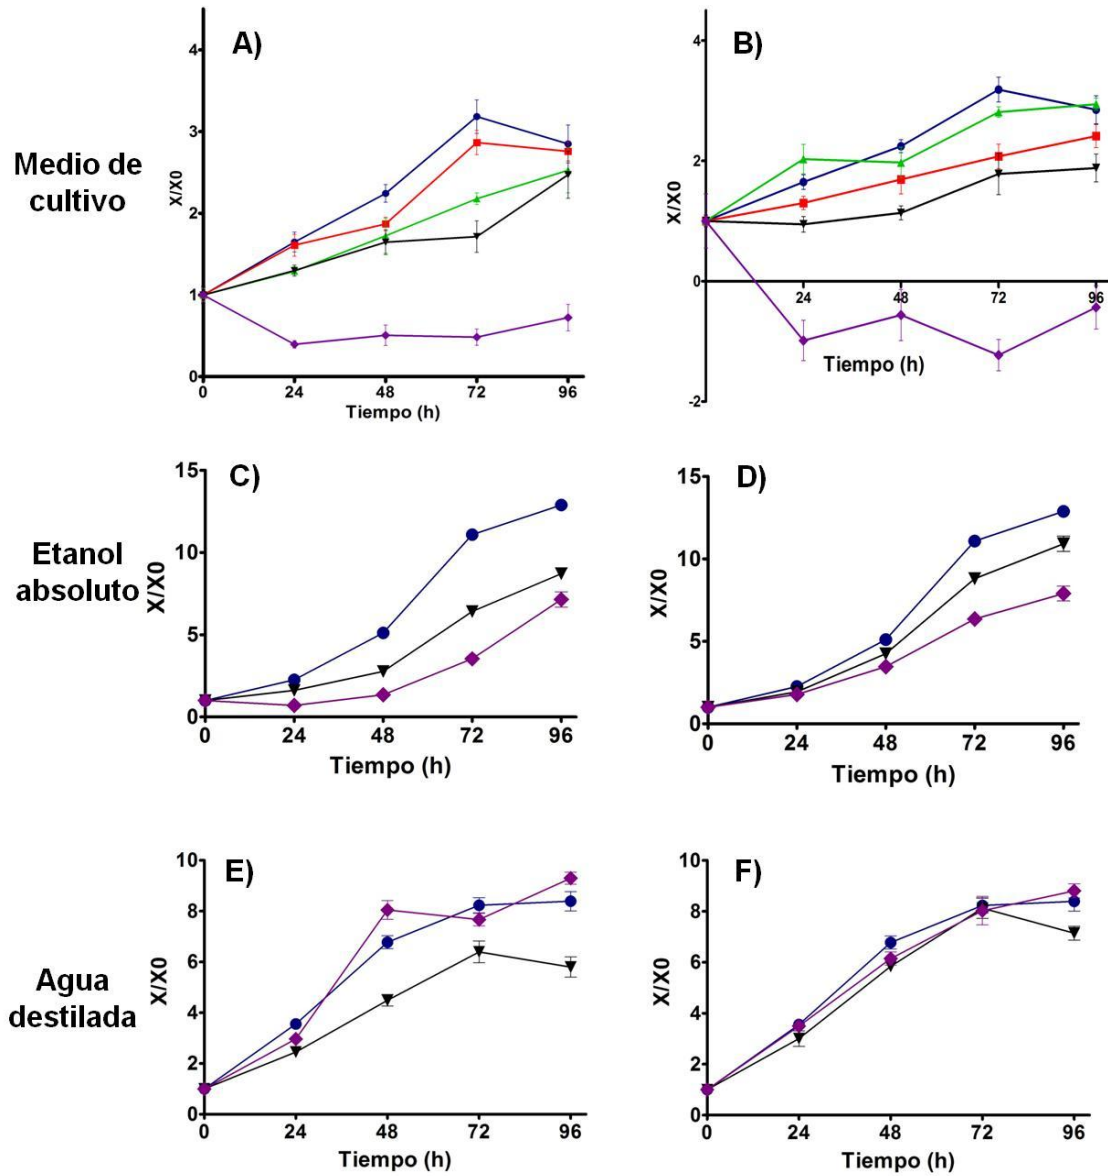 Medio de
cultivo
A)
4
3
2
1
0
X/X0
0 24 48 72 96
Tiempo (h)
B)
4
2
0
-2
X/X0
24 48 72 96
Tiempo (h)
Etanol
absoluto
C)
15
10
5
0
X/X0
0 24 48 72 96
Tiempo (h)
D)
15
10
5
0
X/X0
0 24 48 72 96
Tiempo (h)
Agua
destilada
E)
10
8
6
4
2
0
X/X0
0 24 48 72 96
Tiempo (h)
F)
10
8
6
4
2
0
X/X0
0 24 48 72 96
Tiempo (h)